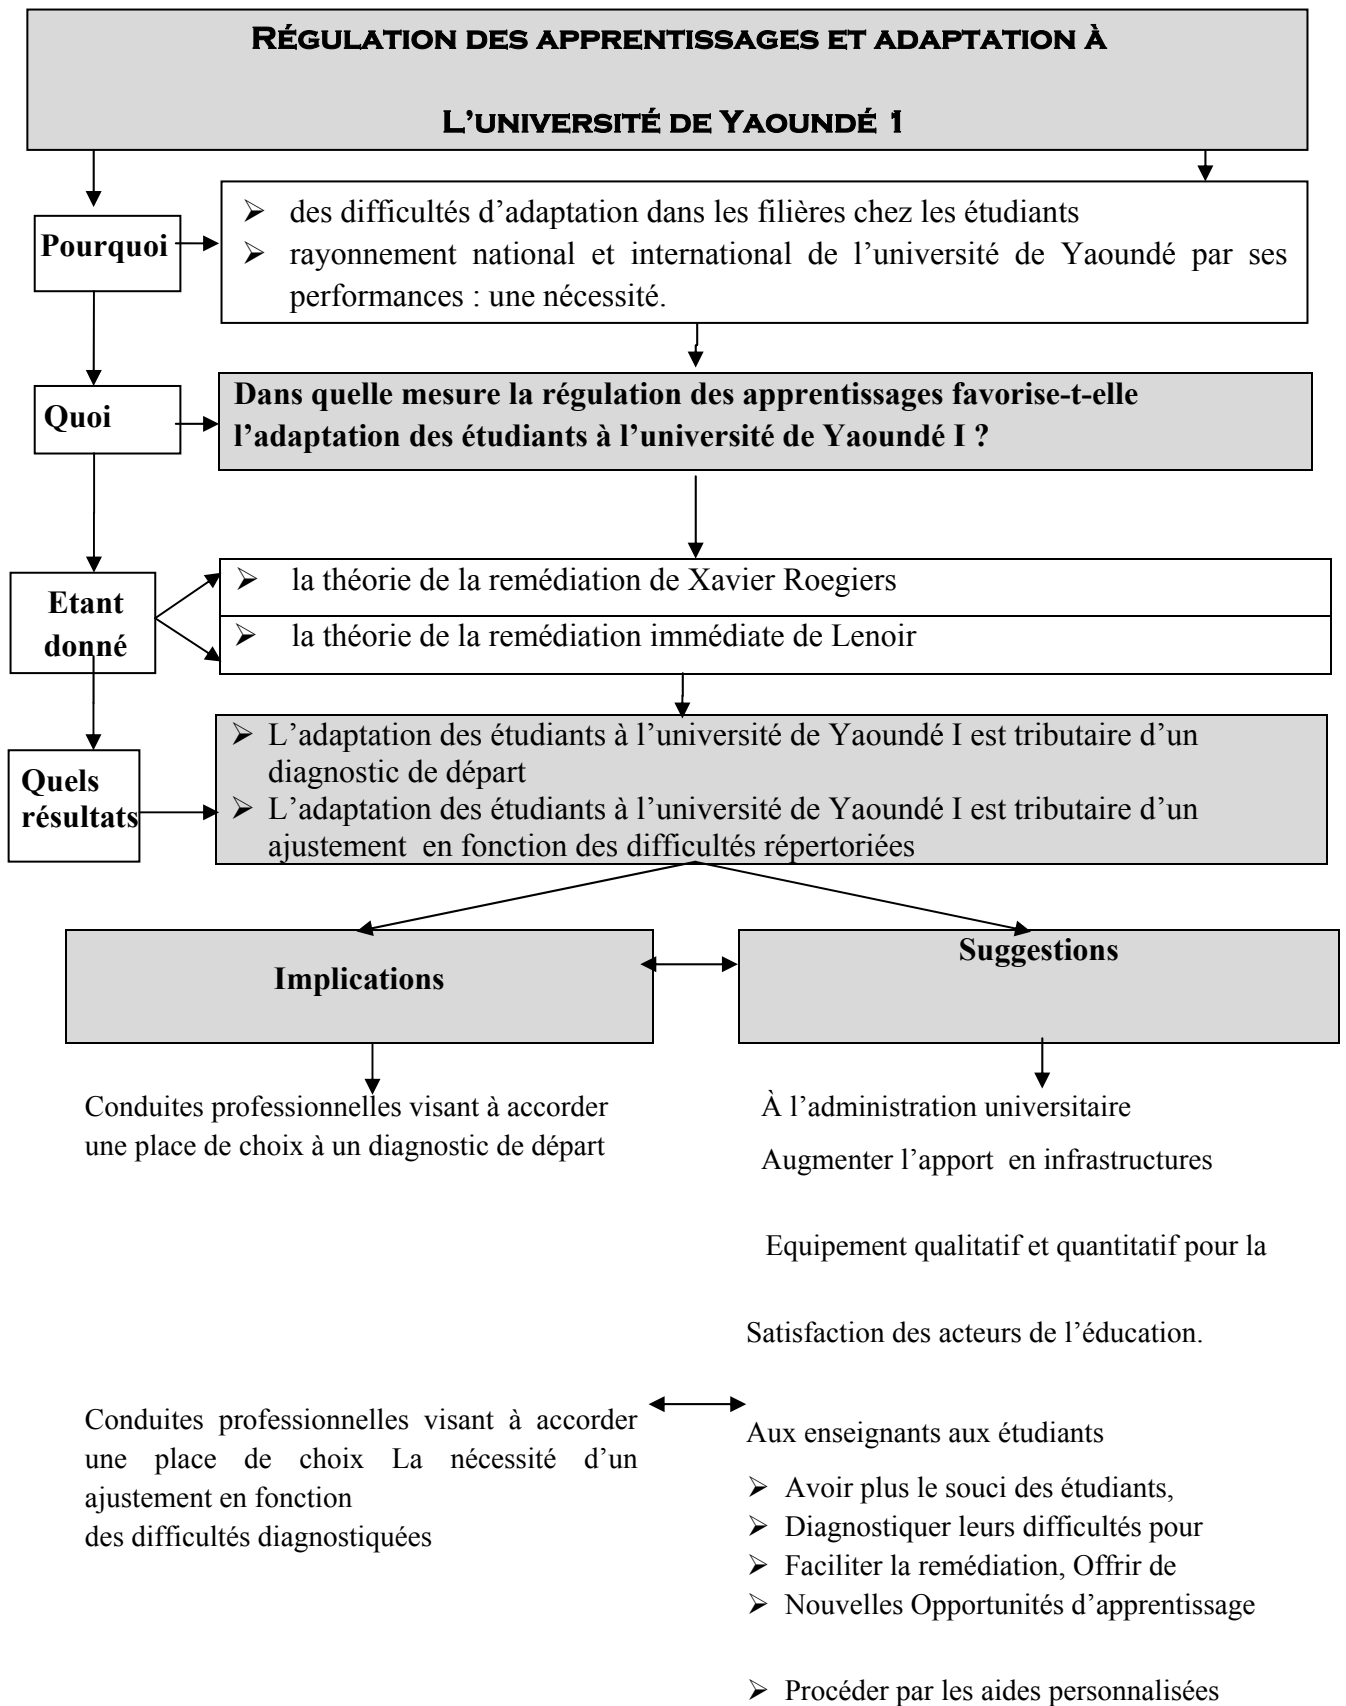 RÉGULATION DES APPRENTISSAGES ET ADAPTATION À
L’UNIVERSITÉ DE YAOUNDÉ 1
Pourquoi
➢ des difficultés d’adaptation dans les filières chez les étudiants
➢ rayonnement national et international de l’université de Yaoundé par ses
performances : une nécessité.
Quoi
Dans quelle mesure la régulation des apprentissages favorise-t-elle
l’adaptation des étudiants à l’université de Yaoundé I ?
Etant
donné
➢ la théorie de la remédiation de Xavier Roegiers
➢ la théorie de la remédiation immédiate de Lenoir
Quels
résultats
➢ L’adaptation des étudiants à l’université de Yaoundé I est tributaire d’un
diagnostic de départ
➢ L’adaptation des étudiants à l’université de Yaoundé I est tributaire d’un
ajustement en fonction des difficultés répertoriées
Implications
Suggestions
Conduites professionnelles visant à accorder
une place de choix à un diagnostic de départ
À l’administration universitaire
Augmenter l’apport en infrastructures
Equipement qualitatif et quantitatif pour la
Satisfaction des acteurs de l’éducation.
Conduites professionnelles visant à accorder
une place de choix La nécessité d’un
ajustement en fonction
des difficultés diagnostiquées
Aux enseignants aux étudiants
➢ Avoir plus le souci des étudiants,
➢ Diagnostiquer leurs difficultés pour
➢ Faciliter la remédiation, Offrir de
➢ Nouvelles Opportunités d’apprentissage
➢ Procéder par les aides personnalisées